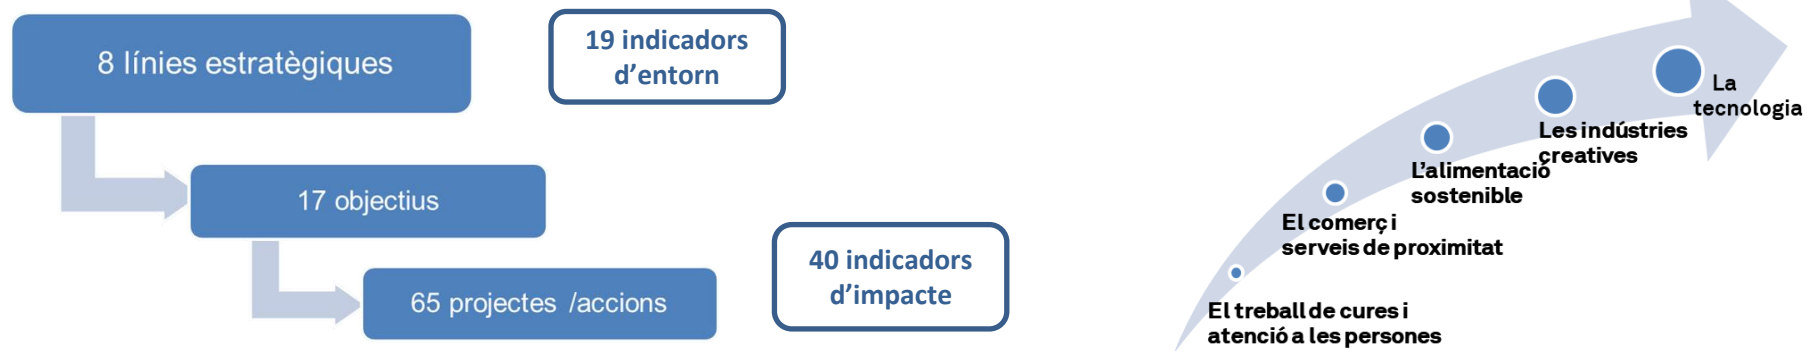 8 línies estratègiques
19 indicadors
d’entorn
17 objectius
65 projectes /accions
40 indicadors
d’impacte
La
tecnologia
Les indústries
creatives
L’alimentació
sostenible
El comerç i
serveis de proximitat
El treball de cures i
atenció a les persones